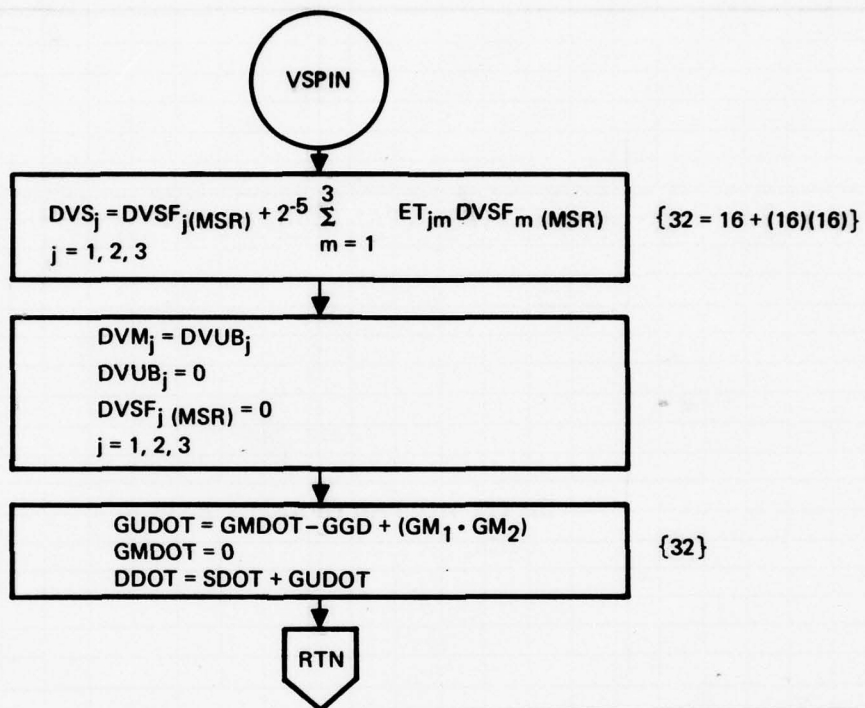 VSPIN
DVSj = DVSFj(MSR) + 2^-5 3 Σ m = 1 ETjm DVSFm (MSR) {32 = 16 + (16)(16)}
j = 1, 2, 3
DVMj = DVUBj
DVUBj = 0
DVSFj (MSR) = 0
j = 1, 2, 3
GUDOT = GMDOT–GGD + (GM1 · GM2)
GMDOT = 0
DDOT = SDOT + GUDOT
{32}
RTN